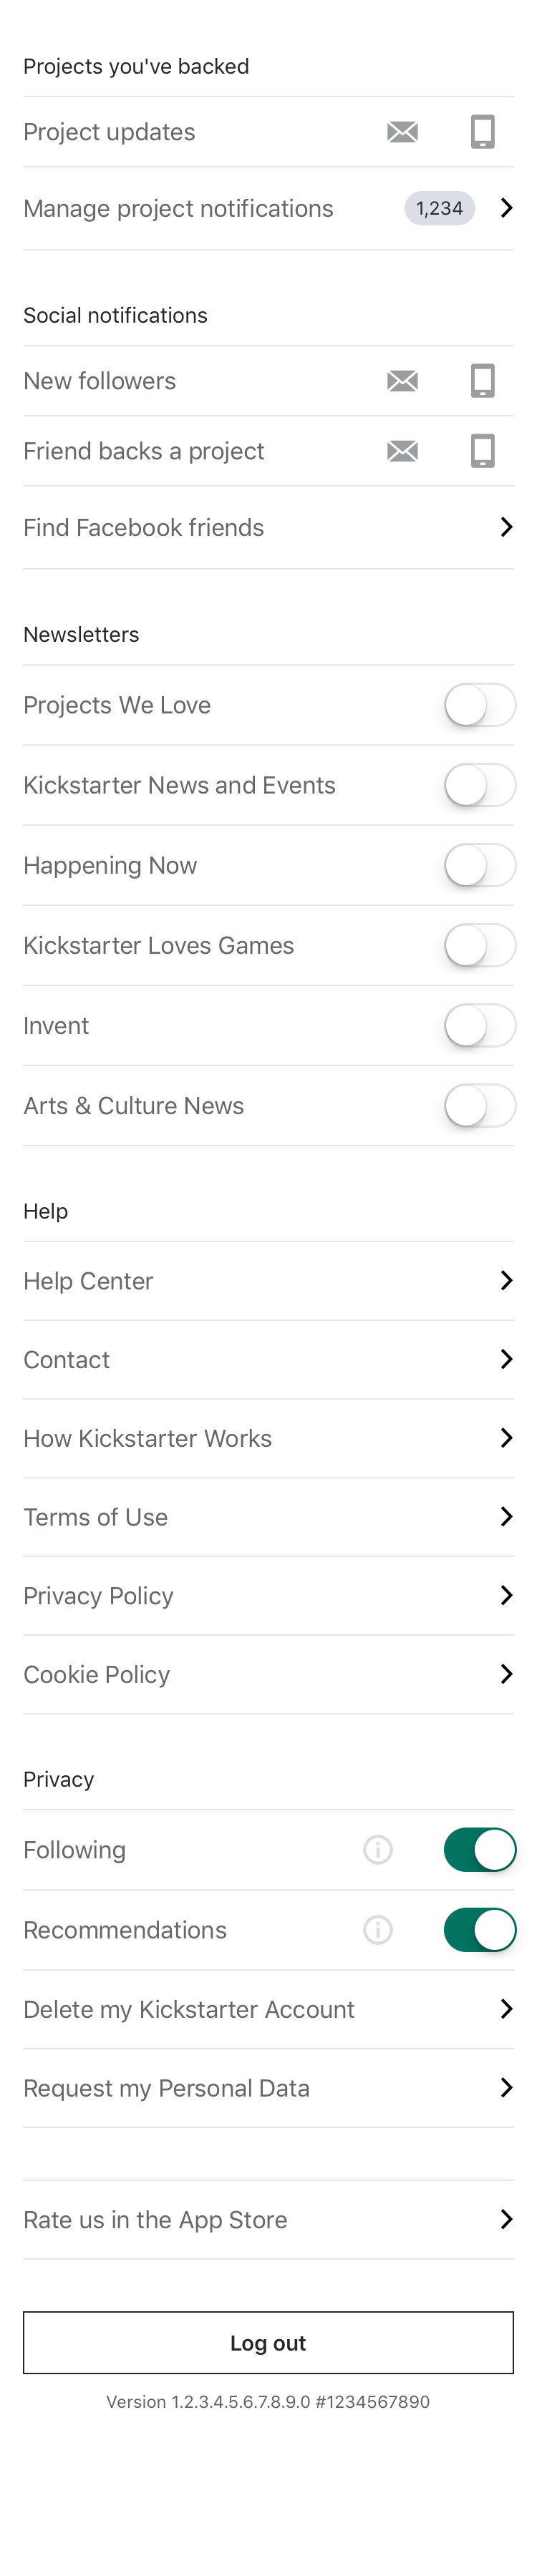 Projects you've backed
Project updates
Manage project notifications 1,234
Social notifications
New followers
Friend backs a project
Find Facebook friends
Newsletters
Projects We Love
Kickstarter News and Events
Happening Now
Kickstarter Loves Games
Invent
Arts & Culture News
Help
Help Center
Contact
How Kickstarter Works
Terms of Use
Privacy Policy
Cookie Policy
Privacy
Following
Recommendations
Delete my Kickstarter Account
Request my Personal Data
Rate us in the App Store
Log out
Version 1.2.3.4.5.6.7.8.9.0 #1234567890